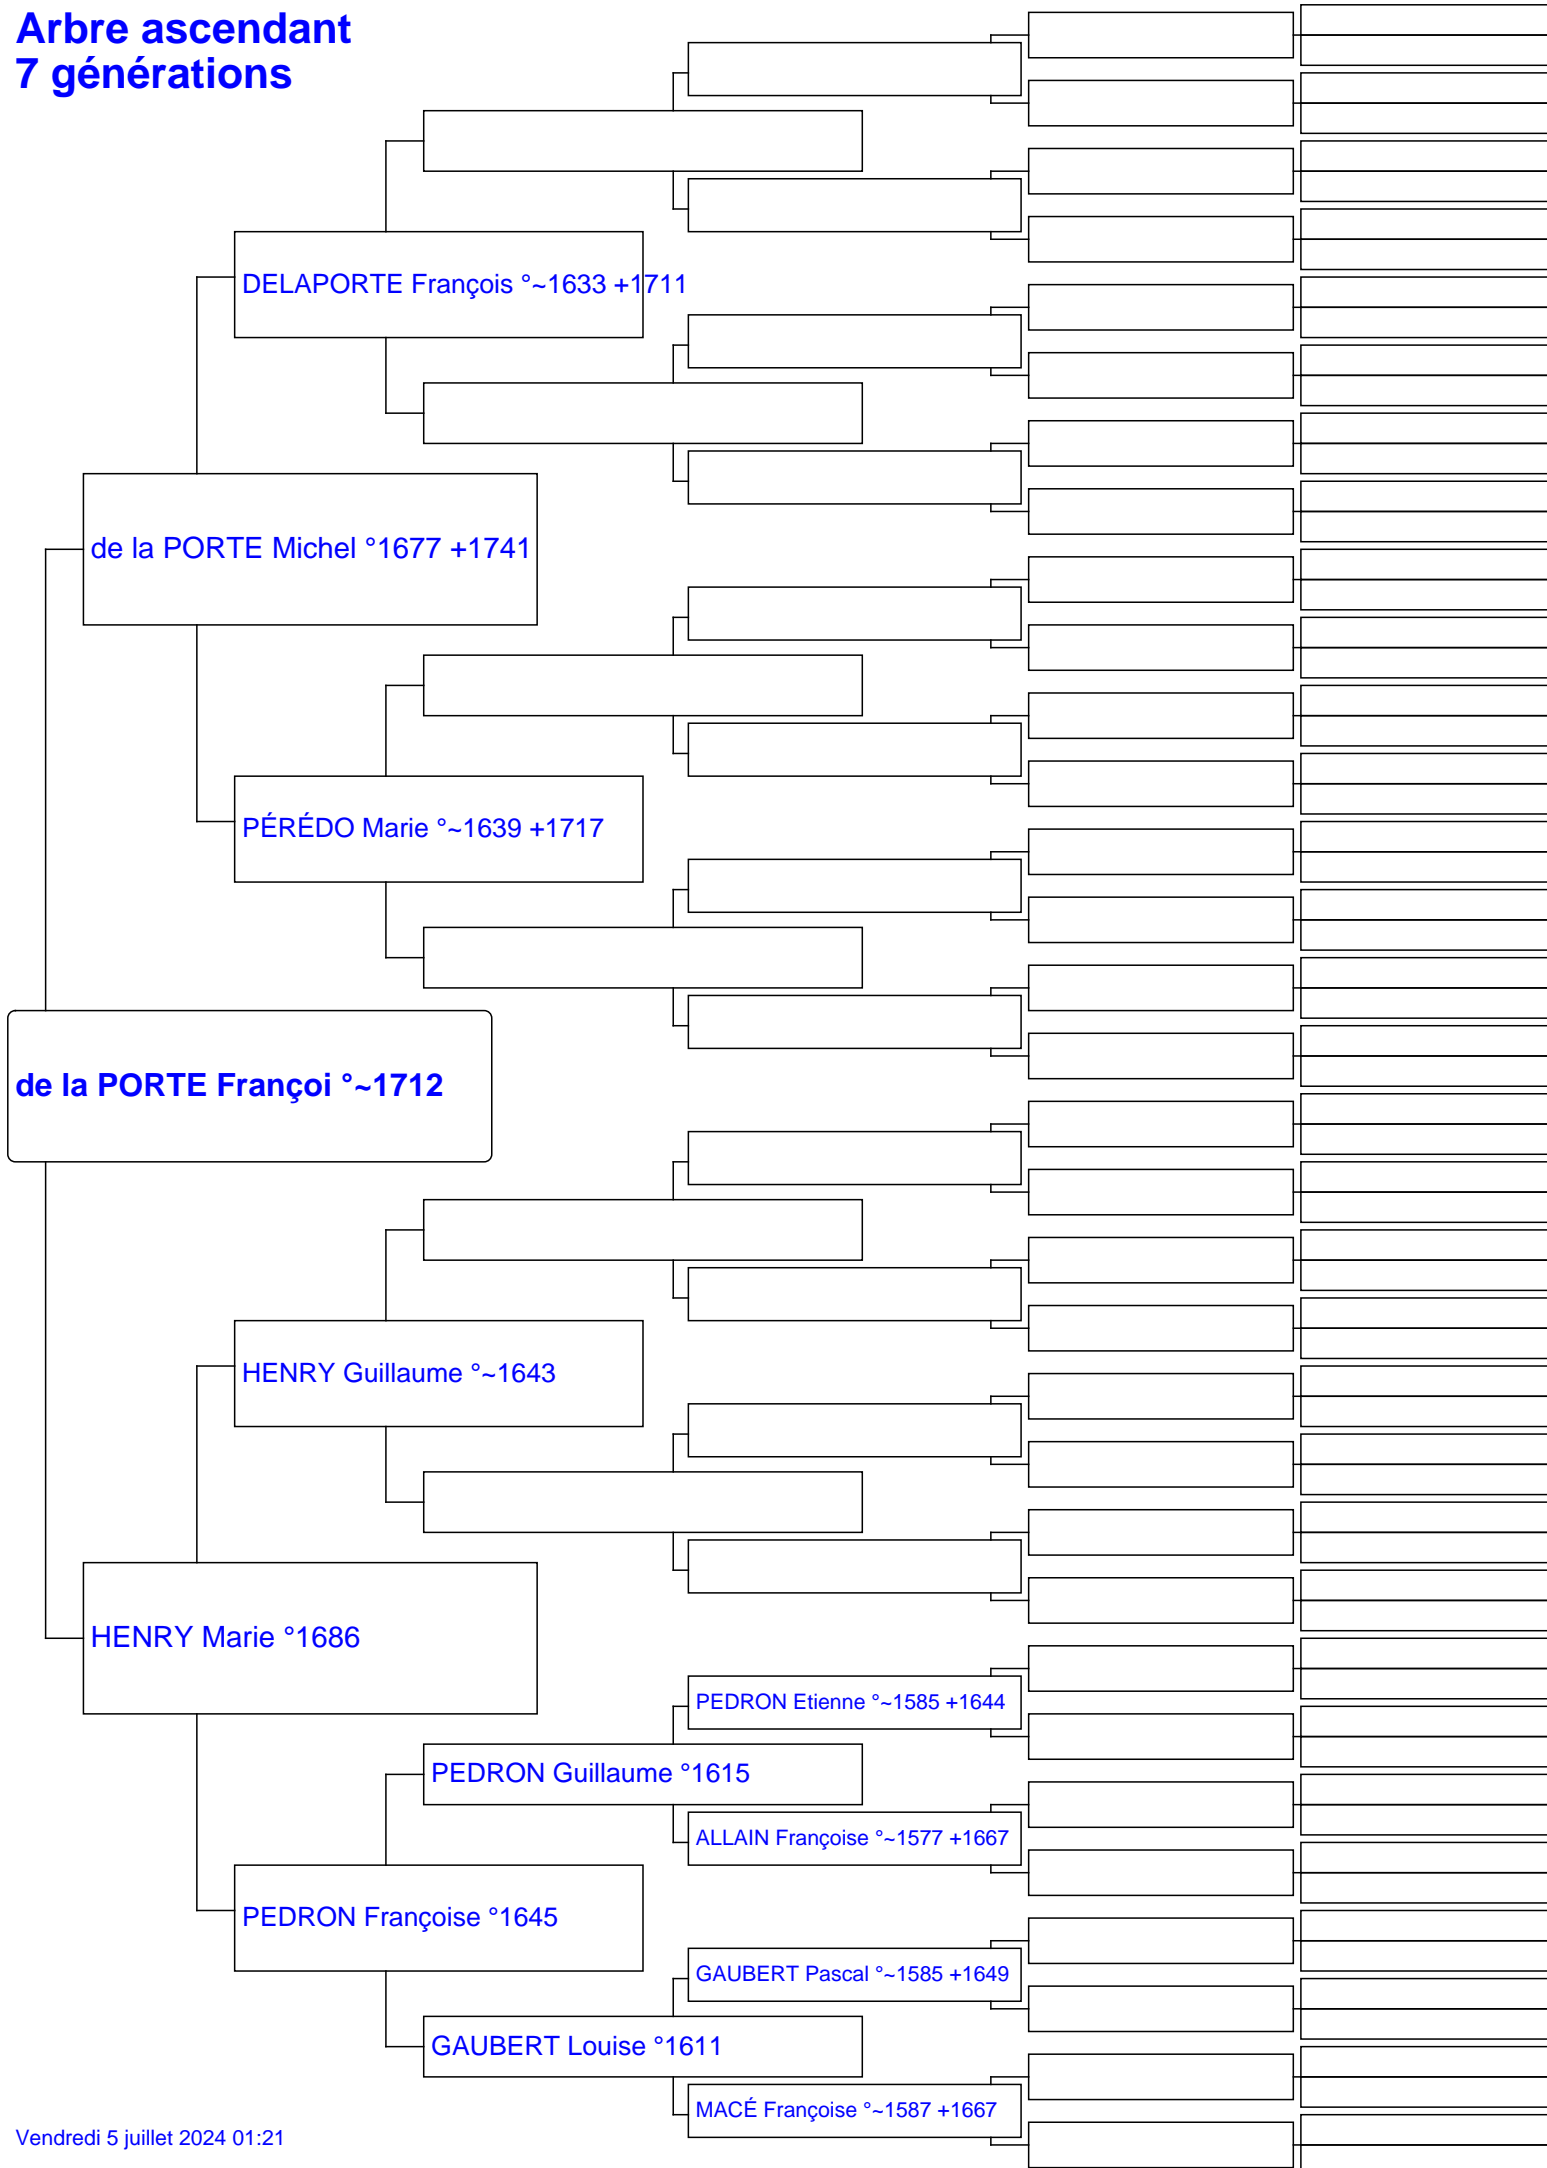 Arbre ascendant
7 générations
DELAPORTE François °~1633 +1711
de la PORTE Michel °1677 +1741
PÉRÉDO Marie °~1639 +1717
de la PORTE Françoi °~1712
HENRY Guillaume °~1643
HENRY Marie °1686
PEDRON Etienne °~1585 +1644
PEDRON Guillaume °1615
ALLAIN Françoise °~1577 +1667
PEDRON Françoise °1645
GAUBERT Pascal °~1585 +1649
GAUBERT Louise °1611
MACÉ Françoise °~1587 +1667
Vendredi 5 juillet 2024 01:21